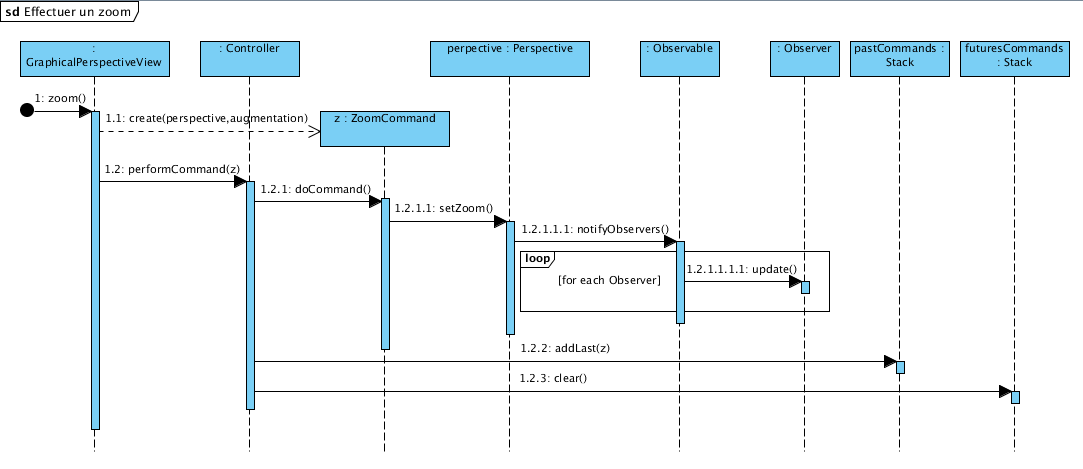 sd Effectuer un zoom
:
GraphicalPerspectiveView
: Controller
perpective : Perspective
: Observable
: Observer
pastCommands :
Stack
futuresCommands
: Stack
1: zoom()
1.1: create(perspective,augmentation)
z : ZoomCommand
1.2: performCommand(z)
1.2.1: doCommand()
1.2.1.1: setZoom()
1.2.1.1.1: notifyObservers()
loop
[for each Observer]
1.2.1.1.1.1: update()
1.2.2: addLast(z)
1.2.3: clear()